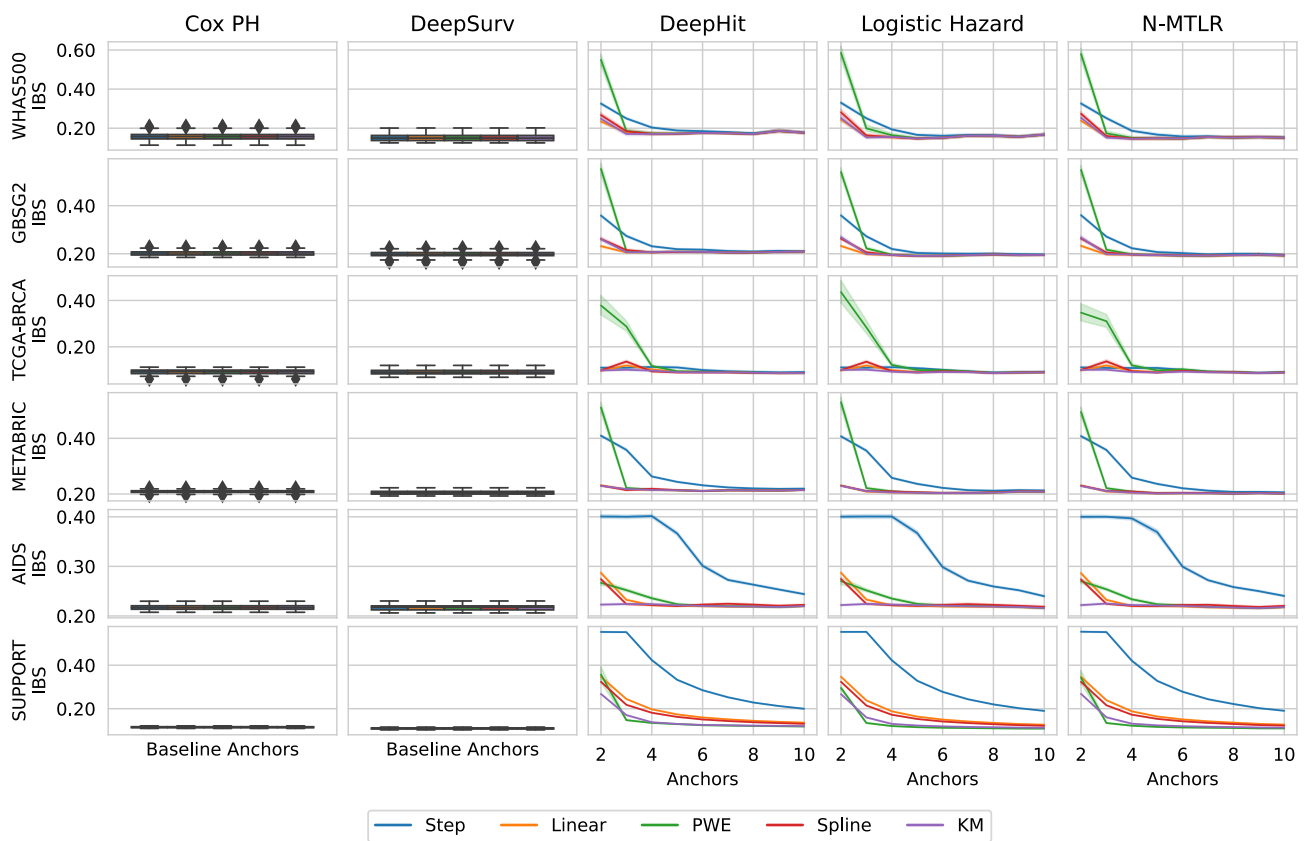 Cox PH DeepSurv DeepHit Logistic Hazard N-MTLR
WHAS500
IBS
0.60
0.40
0.20
GBSG2
IBS
0.40
0.20
TCGA-BRCA
IBS
0.40
0.20
METABRIC
IBS
0.40
0.20
AIDS
IBS
0.40
0.30
0.20
SUPPORT
IBS
0.40
0.20
Baseline Anchors Baseline Anchors
2 4 6 8 10 2 4 6 8 10 2 4 6 8 10
Anchors Anchors Anchors
Step Linear PWE Spline KM